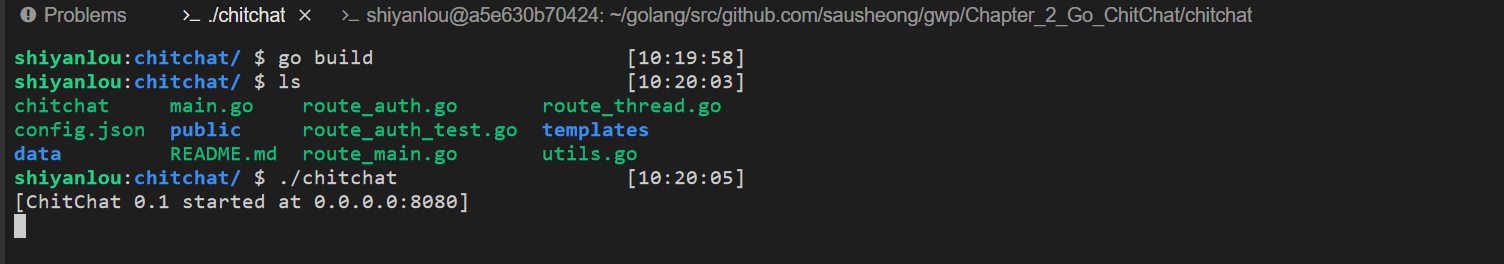 Problems >_ ./chitchat × >_ shiyanlou@a5e630b70424: ~/golang/src/github.com/sausheong/gwp/Chapter_2_Go_ChitChat/chitchat
shiyanlou:chitchat/ $ go build [10:19:58]
shiyanlou:chitchat/ $ ls [10:20:03]
chitchat main.go route_auth.go route_thread.go
config.json public route_auth_test.go templates
data README.md route_main.go utils.go
shiyanlou:chitchat/ $ ./chitchat [10:20:05]
[ChitChat 0.1 started at 0.0.0.0:8080]